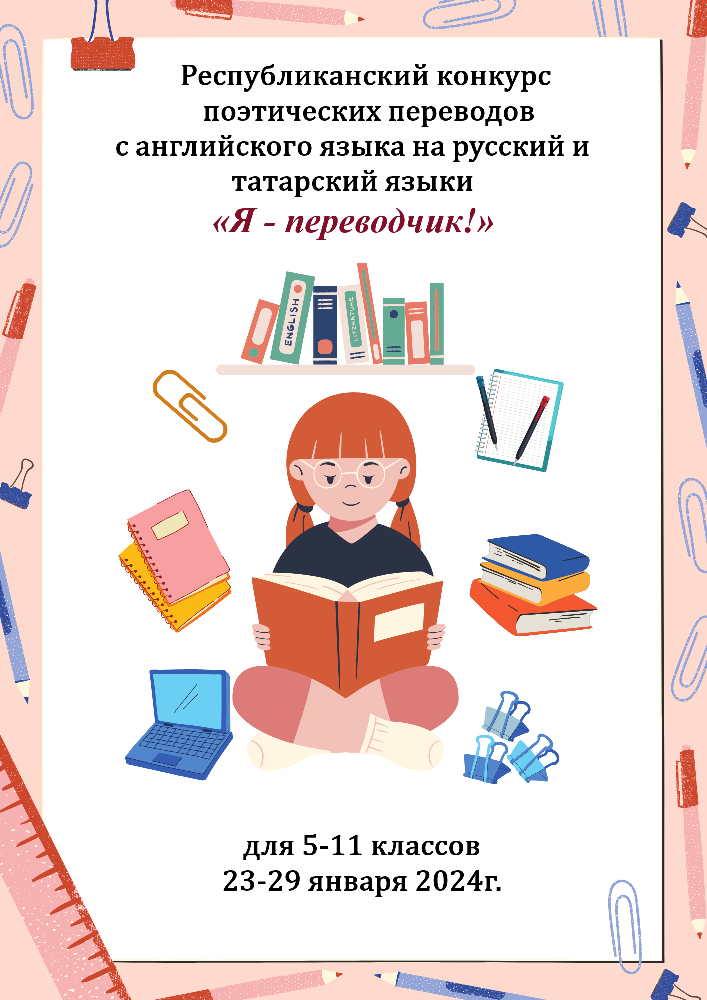 Республиканский конкурс
поэтических переводов
с английского языка на русский и
татарский языки
«Я - переводчик!»
ENGLISH
LITERATURE
для 5-11 классов
23-29 января 2024г.